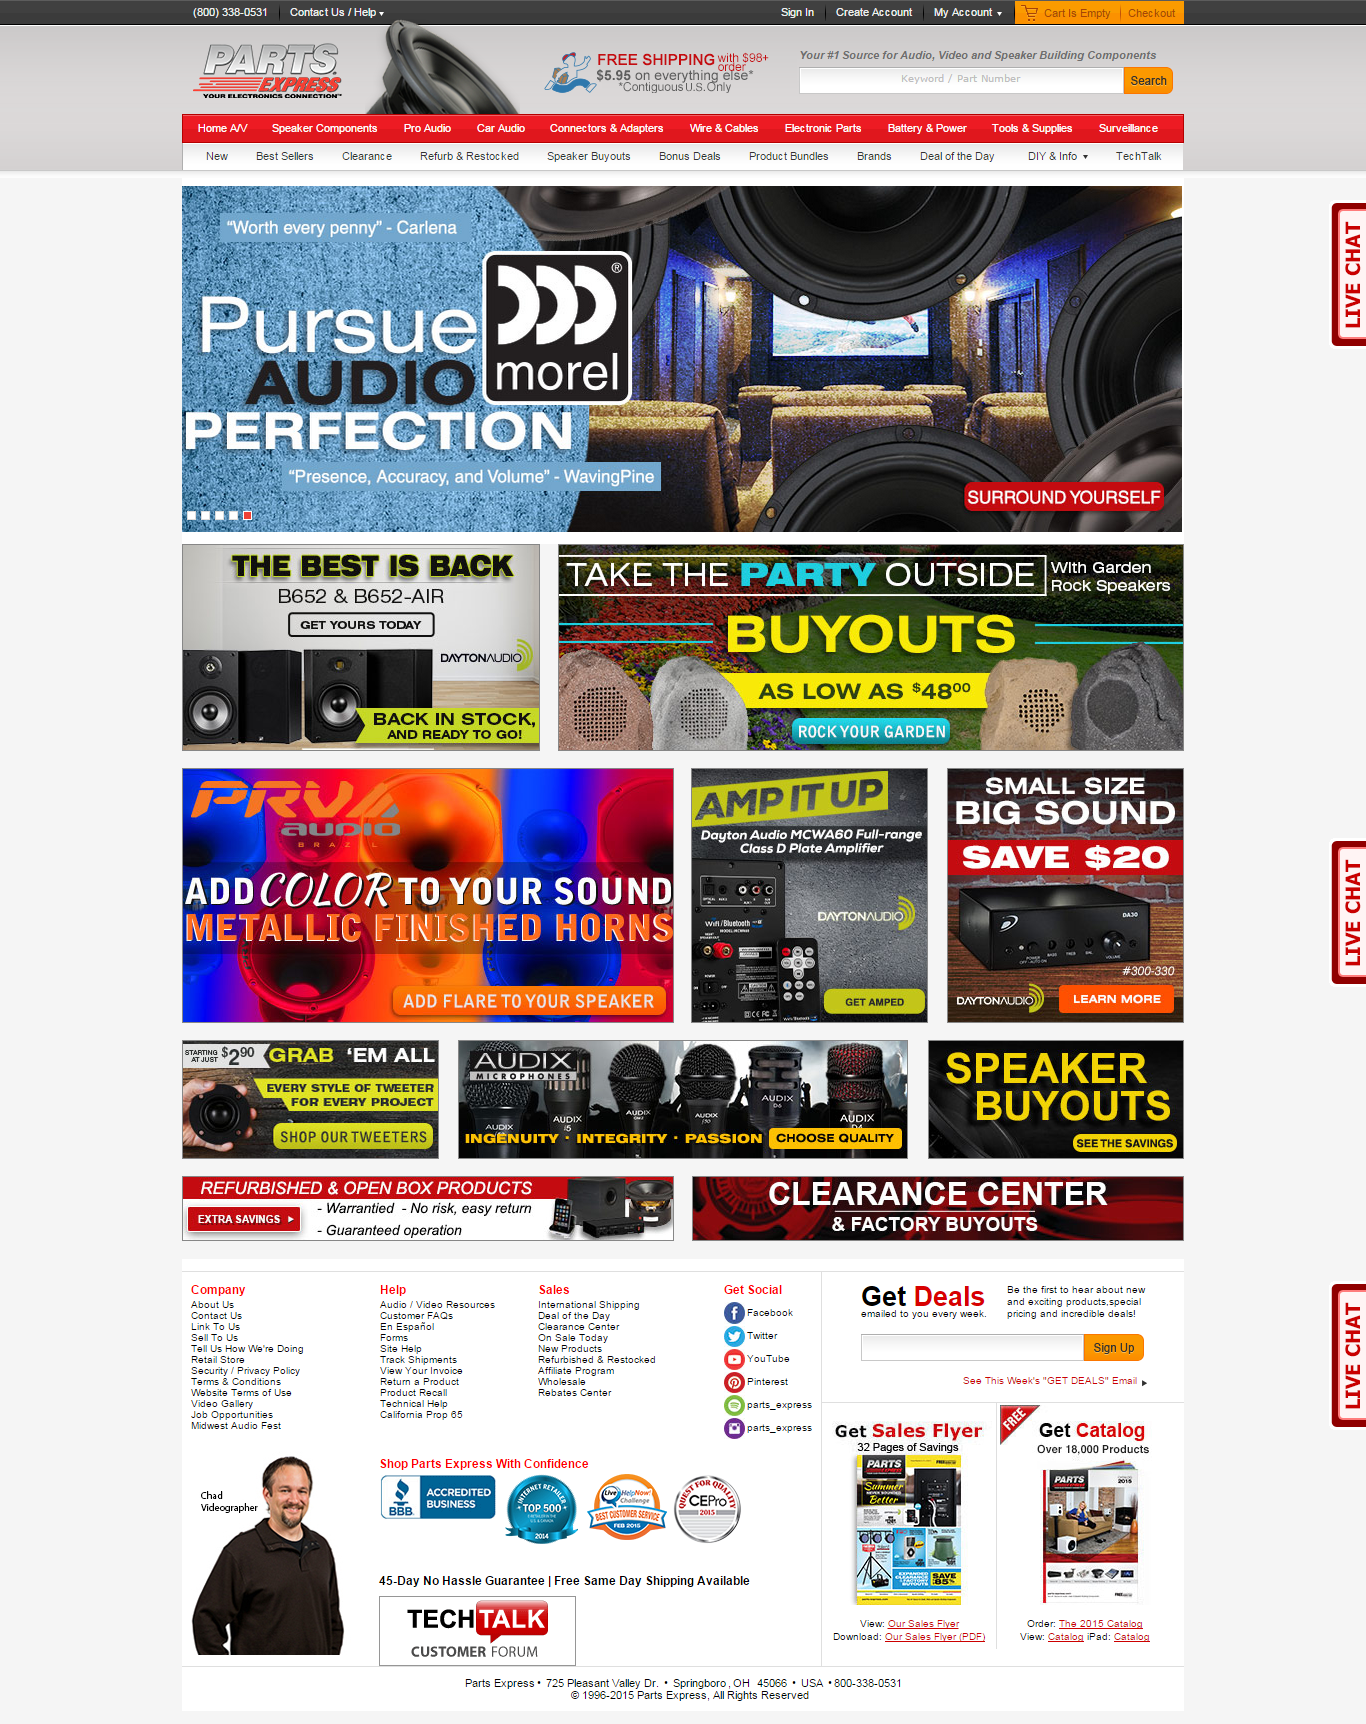 (800) 338-0531 Contact Us / Help Sign In Create Account My Account Cart Is Empty Checkout
PARTS EXPRESS
YOUR ELECTRONICS CONNECTION™
FREE SHIPPING with $98+ order
$5.95 on everything else*
*Contiguous U.S. Only
Your #1 Source for Audio, Video and Speaker Building Components
Keyword / Part Number Search
Home A/V Speaker Components Pro Audio Car Audio Connectors & Adapters Wire & Cables Electronic Parts Battery & Power Tools & Supplies Surveillance
New Best Sellers Clearance Refurb & Restocked Speaker Buyouts Bonus Deals Product Bundles Brands Deal of the Day DIY & Info TechTalk
LIVE CHAT
“Worth every penny” - Carlena
Pursue
AUDIO
PERFECTION
morel®
“Presence, Accuracy, and Volume” - WavingPine
SURROUND YOURSELF
THE BEST IS BACK
B652 & B652-AIR
GET YOURS TODAY
DAYTONAUDIO
BACK IN STOCK,
AND READY TO GO!
TAKE THE PARTY OUTSIDE With Garden
Rock Speakers
BUYOUTS
AS LOW AS $48⁰⁰
ROCK YOUR GARDEN
PRV
audio
BRAZIL
ADD COLOR TO YOUR SOUND
METALLIC FINISHED HORNS
ADD FLARE TO YOUR SPEAKER
AMP IT UP
Dayton Audio MCWA60 Full-range
Class D Plate Amplifier
WiFi/Bluetooth
DAYTONAUDIO
GET AMPED
SMALL SIZE
BIG SOUND
SAVE $20
DA30
#300-330
DAYTONAUDIO
LEARN MORE
LIVE CHAT
STARTING
AT JUST $2⁹⁰ GRAB 'EM ALL
EVERY STYLE OF TWEETER
FOR EVERY PROJECT
SHOP OUR TWEETERS
AUDIX
MICROPHONES
AUDIX AUDIX i5 AUDIX AUDIX AUDIX D6 AUDIX D4
INGENUITY · INTEGRITY · PASSION CHOOSE QUALITY
SPEAKER
BUYOUTS
SEE THE SAVINGS
REFURBISHED & OPEN BOX PRODUCTS
EXTRA SAVINGS
- Warrantied - No risk, easy return
- Guaranteed operation
CLEARANCE CENTER
& FACTORY BUYOUTS
Company
About Us
Contact Us
Link To Us
Sell To Us
Tell Us How We're Doing
Retail Store
Security / Privacy Policy
Terms & Conditions
Website Terms of Use
Video Gallery
Job Opportunities
Midwest Audio Fest
Help
Audio / Video Resources
Customer FAQs
En Español
Forms
Site Help
Track Shipments
View Your Invoice
Return a Product
Product Recall
Technical Help
California Prop 65
Sales
International Shipping
Deal of the Day
Clearance Center
On Sale Today
New Products
Refurbished & Restocked
Affiliate Program
Wholesale
Rebates Center
Get Social
Facebook
Twitter
YouTube
Pinterest
parts_express
parts_express
Get Deals
emailed to you every week.
Be the first to hear about new
and exciting products,special
pricing and incredible deals!
Sign Up
See This Week's "GET DEALS" Email
LIVE CHAT
Chad
Videographer
Shop Parts Express With Confidence
BBB. ACCREDITED
BUSINESS
INTERNET RETAILER
TOP 500
2014
LiveHelpNow!
Challenge
BEST CUSTOMER SERVICE
FEB 2015
QUEST FOR QUALITY
CEPro
2015
45-Day No Hassle Guarantee | Free Same Day Shipping Available
TECH TALK
CUSTOMER FORUM
Get Sales Flyer
32 Pages of Savings
PARTS
Summer
Better
SAVE 85%
View: Our Sales Flyer
Download: Our Sales Flyer (PDF)
FREE
Get Catalog
Over 18,000 Products
PARTS
CATALOG 2015
Order: The 2015 Catalog
View: Catalog iPad: Catalog
Parts Express • 725 Pleasant Valley Dr. • Springboro, OH 45066 • USA • 800-338-0531
© 1996-2015 Parts Express, All Rights Reserved